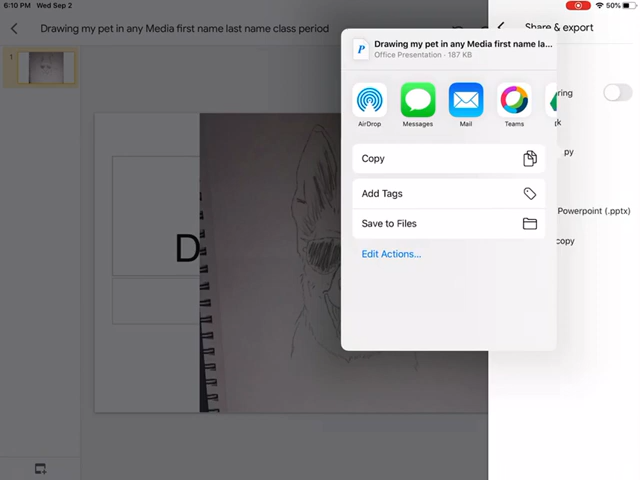 6:10 PM Wed Sep 2
50%
Drawing my pet in any Media first name last name class period
Share & export
Drawing my pet in any Media first name la...
Office Presentation · 187 KB
ring
AirDrop
Messages
Mail
Teams
k
py
Copy
Add Tags
Save to Files
Edit Actions...
Powerpoint (.pptx)
copy
1
D